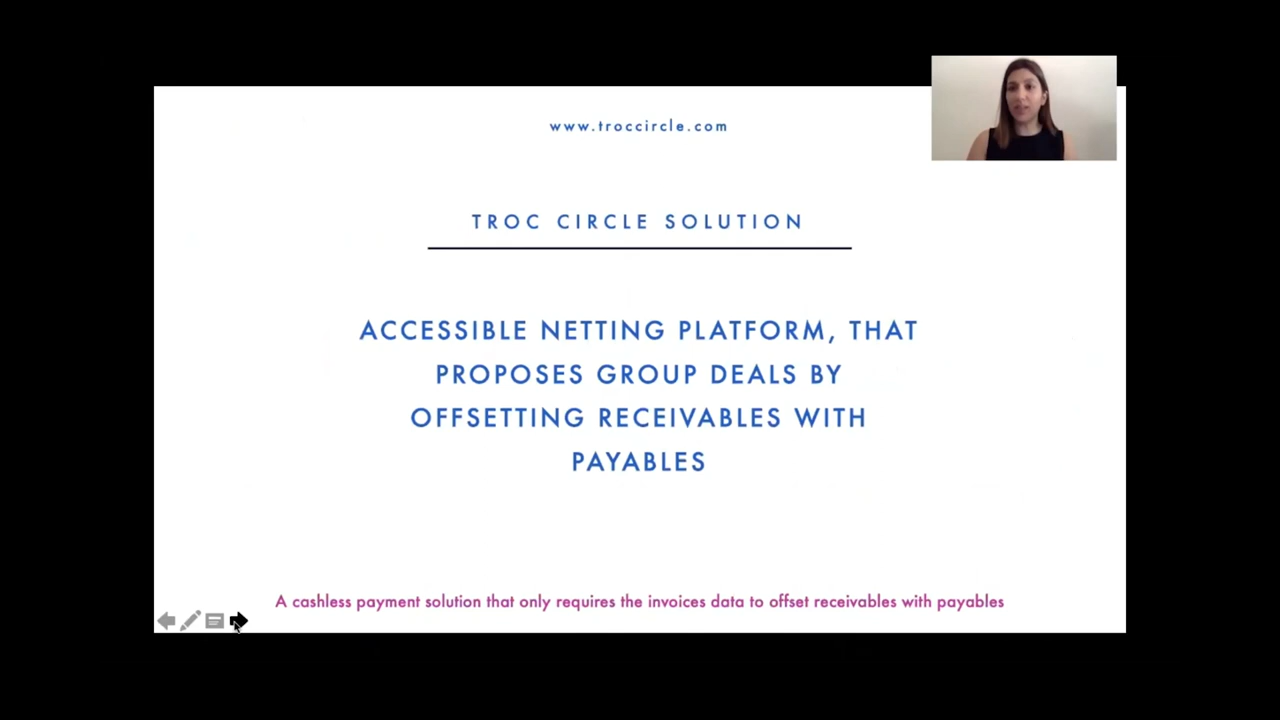 www.troccircle.com
TROC CIRCLE SOLUTION
ACCESSIBLE NETTING PLATFORM, THAT
PROPOSES GROUP DEALS BY
OFFSETTING RECEIVABLES WITH
PAYABLES
A cashless payment solution that only requires the invoices data to offset receivables with payables